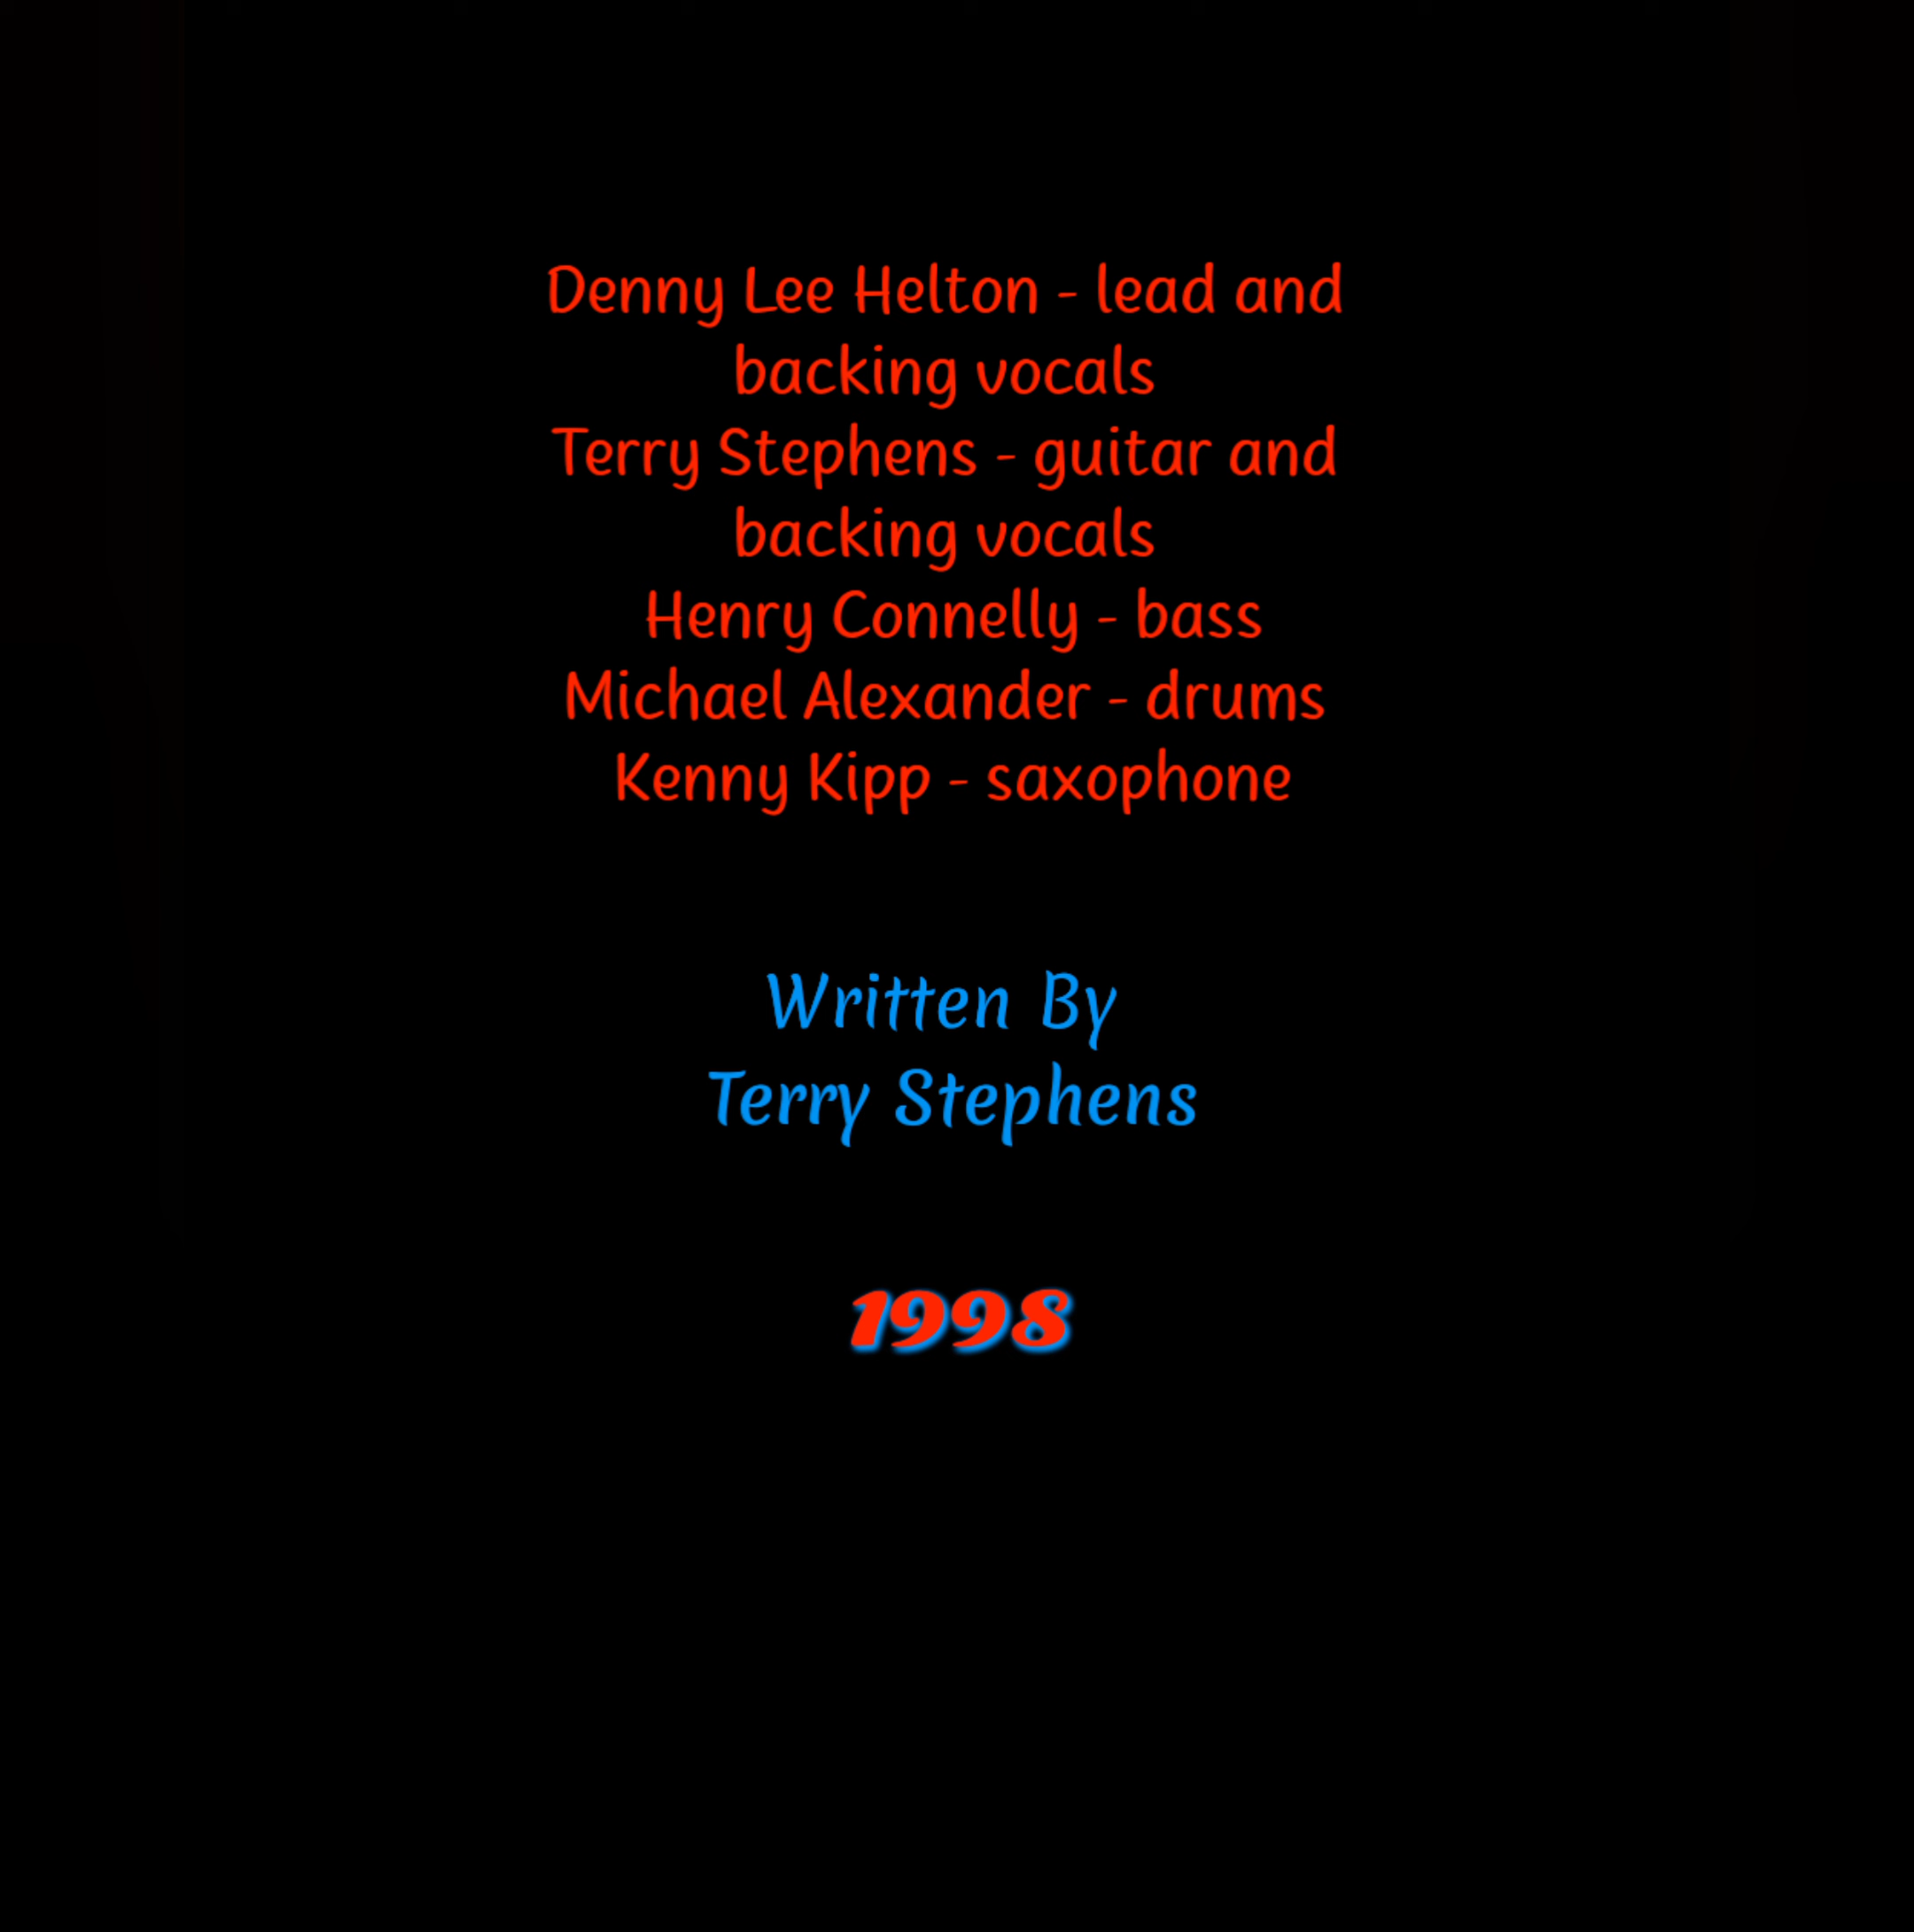 Denny Lee Helton - lead and
backing vocals
Terry Stephens - guitar and
backing vocals
Henry Connelly - bass
Michael Alexander - drums
Kenny Kipp - saxophone
Written By
Terry Stephens
1998